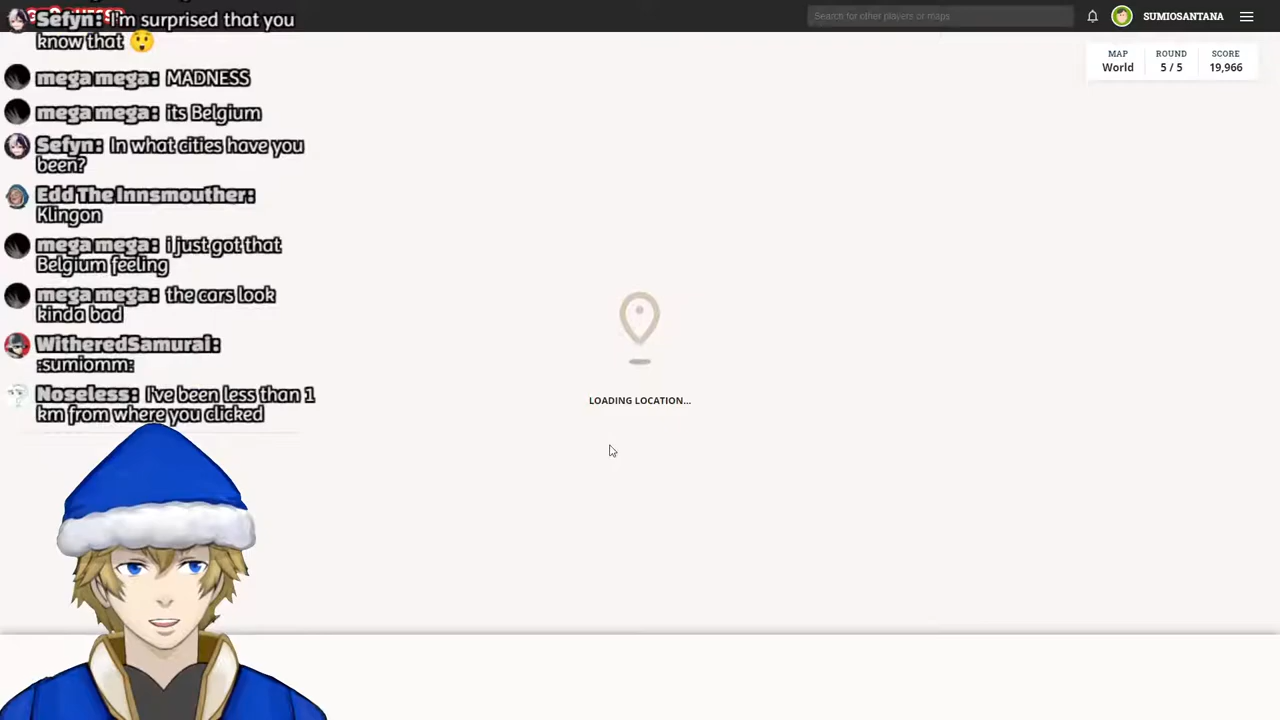 Sefyn: I'm surprised that you
know that 😲
mega mega: MADNESS
mega mega: its Belgium
Sefyn: In what cities have you
been?
Edd The Innsmouther:
Klingon
mega mega: i just got that
Belgium feeling
mega mega: the cars look
kinda bad
WitheredSamurai:
:sumiomm:
Noseless: I've been less than 1
km from where you clicked
Search for other players or maps
SUMIOSANTANA
MAP ROUND SCORE
World 5 / 5 19,966
LOADING LOCATION...